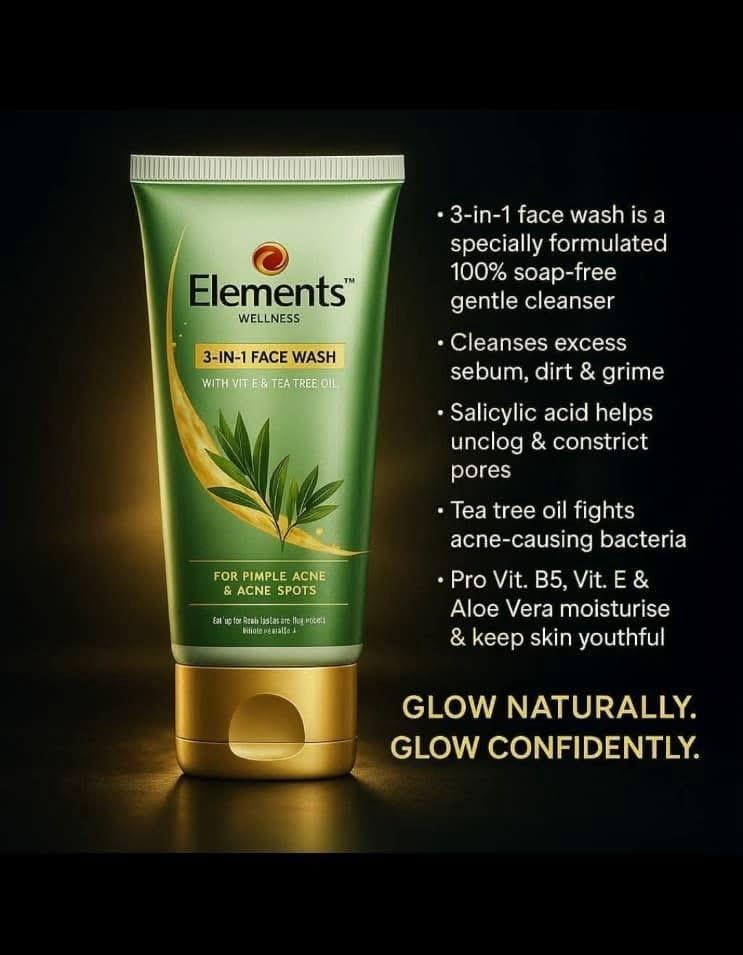 Elements™
WELLNESS
3-IN-1 FACE WASH
WITH VIT E & TEA TREE OIL
FOR PIMPLE ACNE
& ACNE SPOTS
• 3-in-1 face wash is a
specially formulated
100% soap-free
gentle cleanser
• Cleanses excess
sebum, dirt & grime
• Salicylic acid helps
unclog & constrict
pores
• Tea tree oil fights
acne-causing bacteria
• Pro Vit. B5, Vit. E &
Aloe Vera moisturise
& keep skin youthful
GLOW NATURALLY.
GLOW CONFIDENTLY.